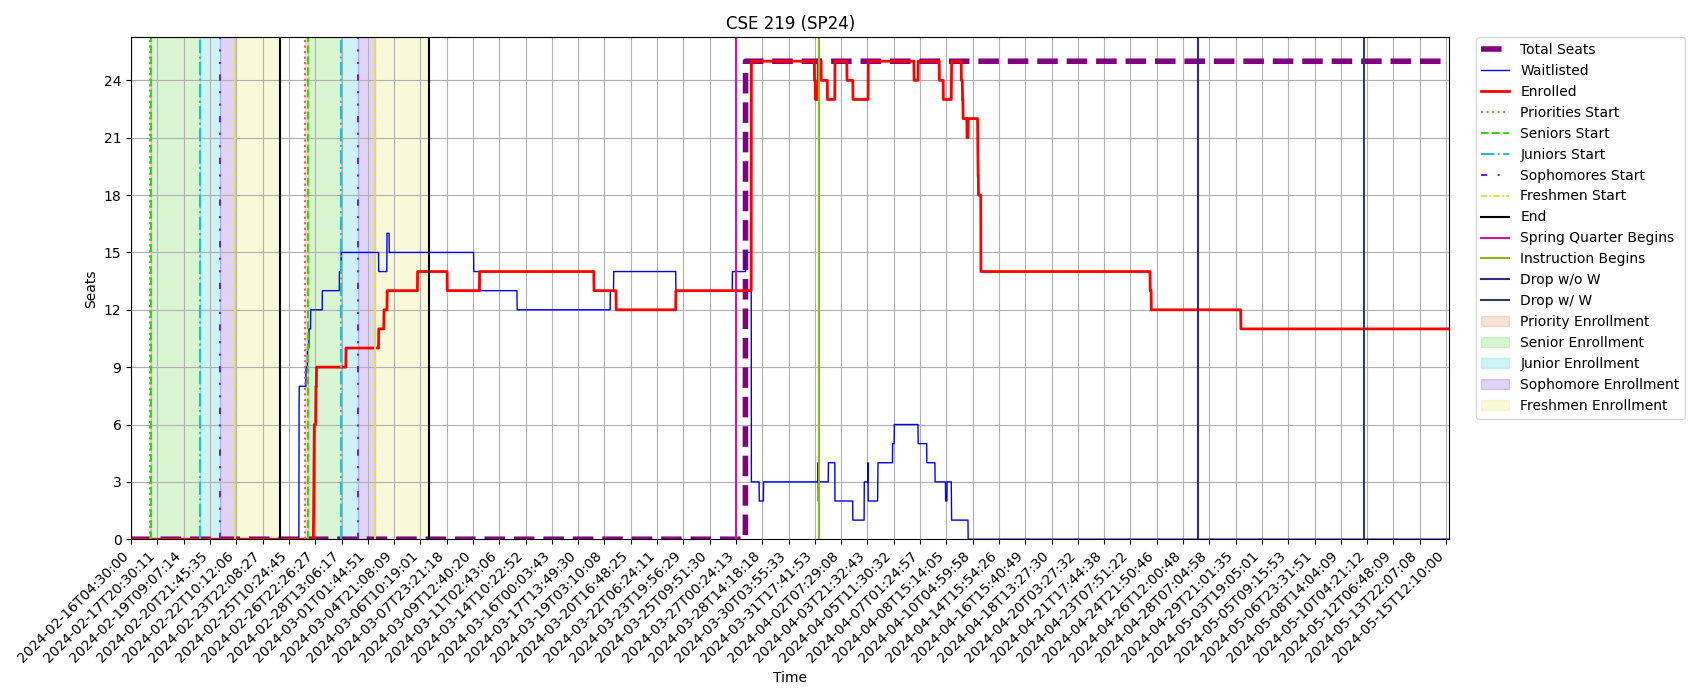 CSE 219 (SP24)
Seats
24
21
18
15
12
9
6
3
0
2024-02-16T04:30:00
2024-02-17T20:30:11
2024-02-19T09:07:14
2024-02-20T21:45:35
2024-02-22T10:12:06
2024-02-23T22:08:27
2024-02-25T10:24:45
2024-02-26T22:26:27
2024-02-28T13:06:17
2024-03-01T01:44:51
2024-03-04T21:08:09
2024-03-06T10:19:01
2024-03-07T23:21:18
2024-03-09T12:40:20
2024-03-11T02:43:06
2024-03-14T10:22:52
2024-03-16T00:03:43
2024-03-17T13:49:30
2024-03-19T03:10:08
2024-03-20T16:48:25
2024-03-22T06:24:11
2024-03-23T19:56:29
2024-03-25T09:51:30
2024-03-27T00:24:13
2024-03-28T14:18:18
2024-03-30T03:55:33
2024-03-31T17:41:53
2024-04-02T07:29:08
2024-04-03T21:32:43
2024-04-05T11:30:32
2024-04-07T01:24:57
2024-04-08T15:14:05
2024-04-10T04:59:58
2024-04-14T15:54:26
2024-04-16T15:40:49
2024-04-18T13:27:30
2024-04-20T03:27:32
2024-04-21T17:44:38
2024-04-23T07:51:22
2024-04-24T21:50:46
2024-04-26T12:00:48
2024-04-28T07:04:58
2024-04-29T21:01:35
2024-05-03T19:05:01
2024-05-05T09:15:53
2024-05-06T23:31:51
2024-05-08T14:04:09
2024-05-10T04:21:12
2024-05-12T06:48:09
2024-05-13T22:07:08
2024-05-15T12:10:00
Time
Total Seats
Waitlisted
Enrolled
Priorities Start
Seniors Start
Juniors Start
Sophomores Start
Freshmen Start
End
Spring Quarter Begins
Instruction Begins
Drop w/o W
Drop w/ W
Priority Enrollment
Senior Enrollment
Junior Enrollment
Sophomore Enrollment
Freshmen Enrollment